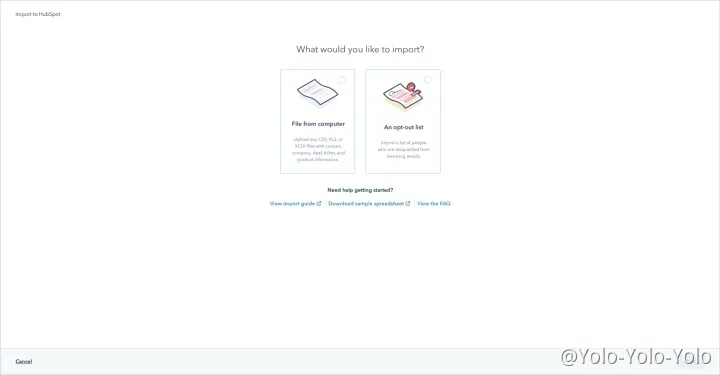 Import to HubSpot
What would you like to import?
File from computer
Upload any CSV, XLS, or
XLSX files with contact,
company, deal, ticket, and
product information.
An opt-out list
Import a list of people
who are disqualified from
receiving emails.
Need help getting started?
View import guide Download sample spreadsheet View the FAQ
Cancel
@Yolo-Yolo-Yolo